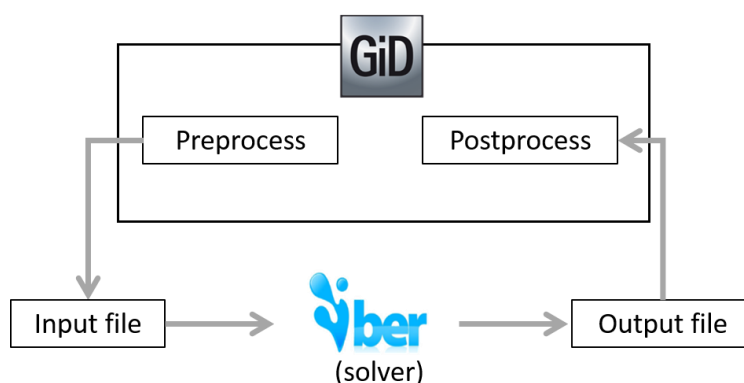 GiD
Preprocess
Postprocess
Input file
iber
(solver)
Output file